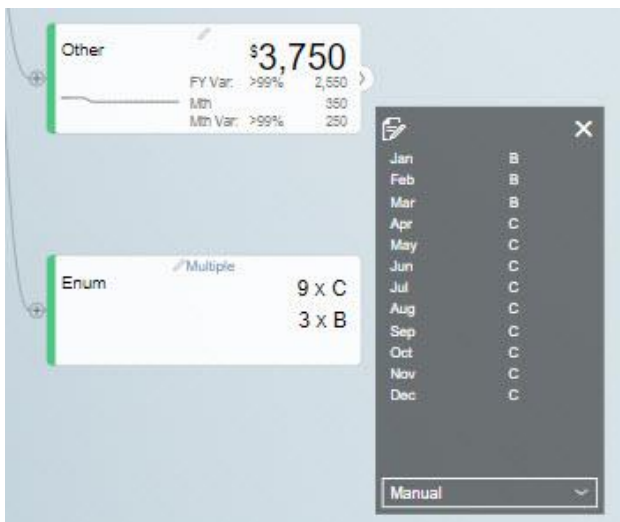 Other
$3,750
FY Var. >99% 2,550
Mth 350
Mth Var. >99% 250
Multiple
Enum
9 x C
3 x B
Jan B
Feb B
Mar B
Apr C
May C
Jun C
Jul C
Aug C
Sep C
Oct C
Nov C
Dec C
Manual